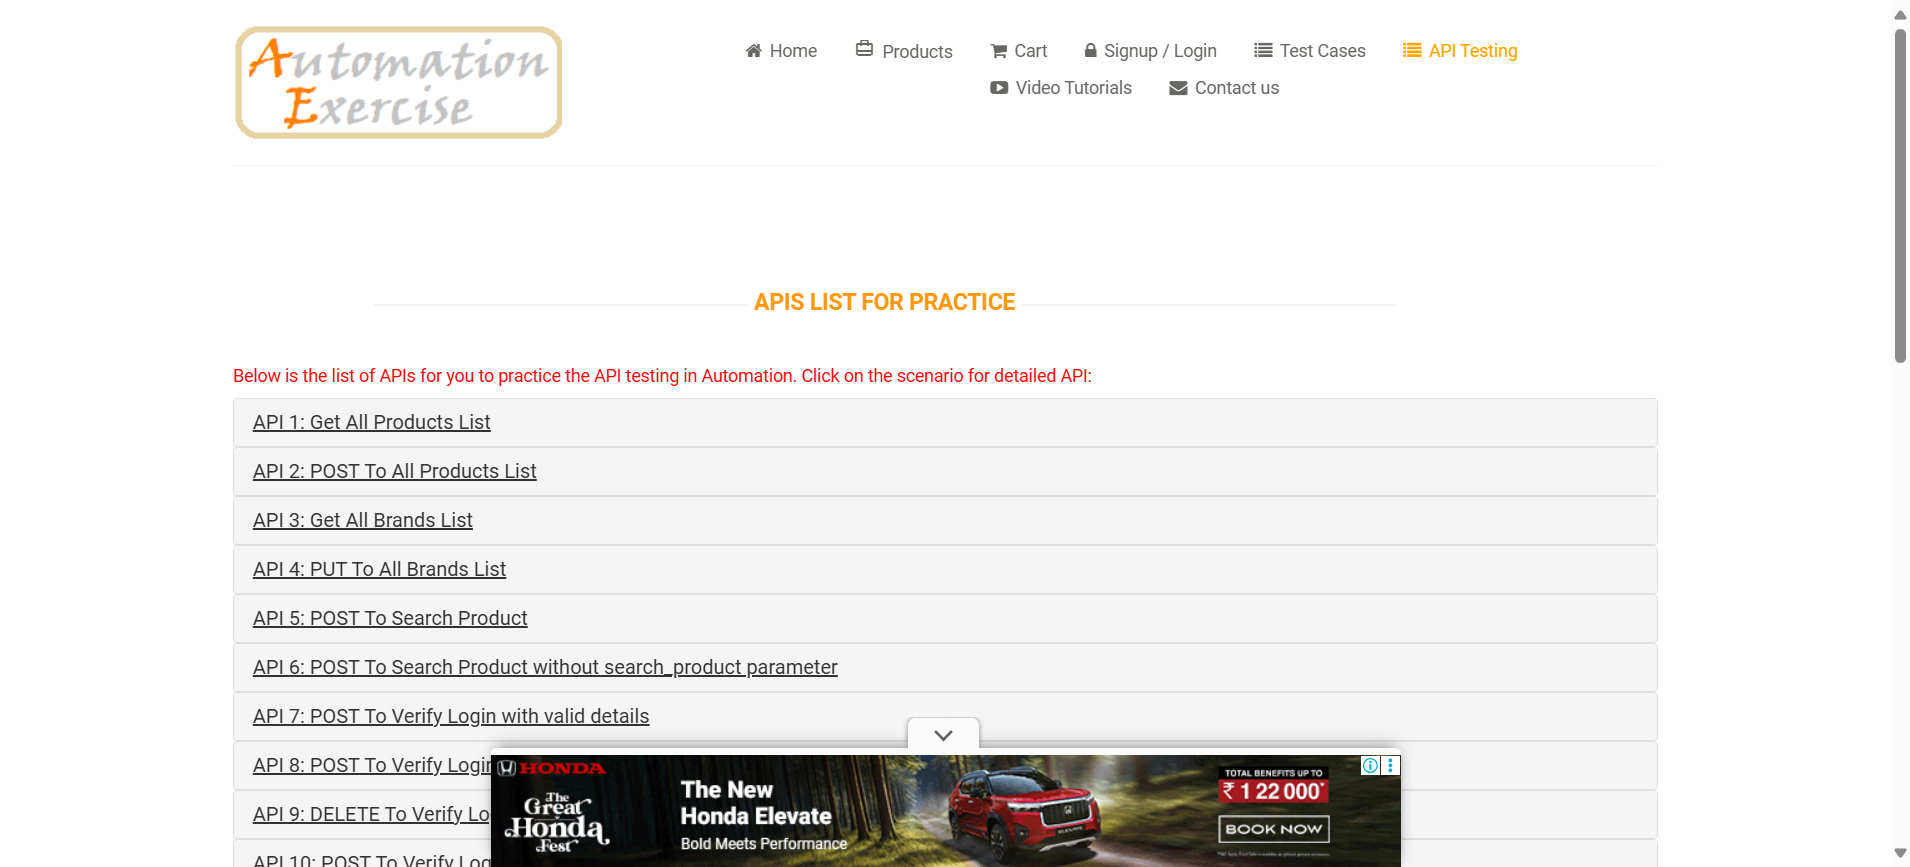 Automation
Exercise
Home
Products
Cart
Signup / Login
Test Cases
API Testing
Video Tutorials
Contact us
APIS LIST FOR PRACTICE
Below is the list of APIs for you to practice the API testing in Automation. Click on the scenario for detailed API:
API 1: Get All Products List
API 2: POST To All Products List
API 3: Get All Brands List
API 4: PUT To All Brands List
API 5: POST To Search Product
API 6: POST To Search Product without search_product parameter
API 7: POST To Verify Login with valid details
API 8: POST To Verify Login
API 9: DELETE To Verify Lo
API 10: POST To Verify Log
HONDA
The
Great
Honda
Fest
The New
Honda Elevate
Bold Meets Performance
ELEVATE
TOTAL BENEFITS UP TO
₹ 1 22 000*
BOOK NOW